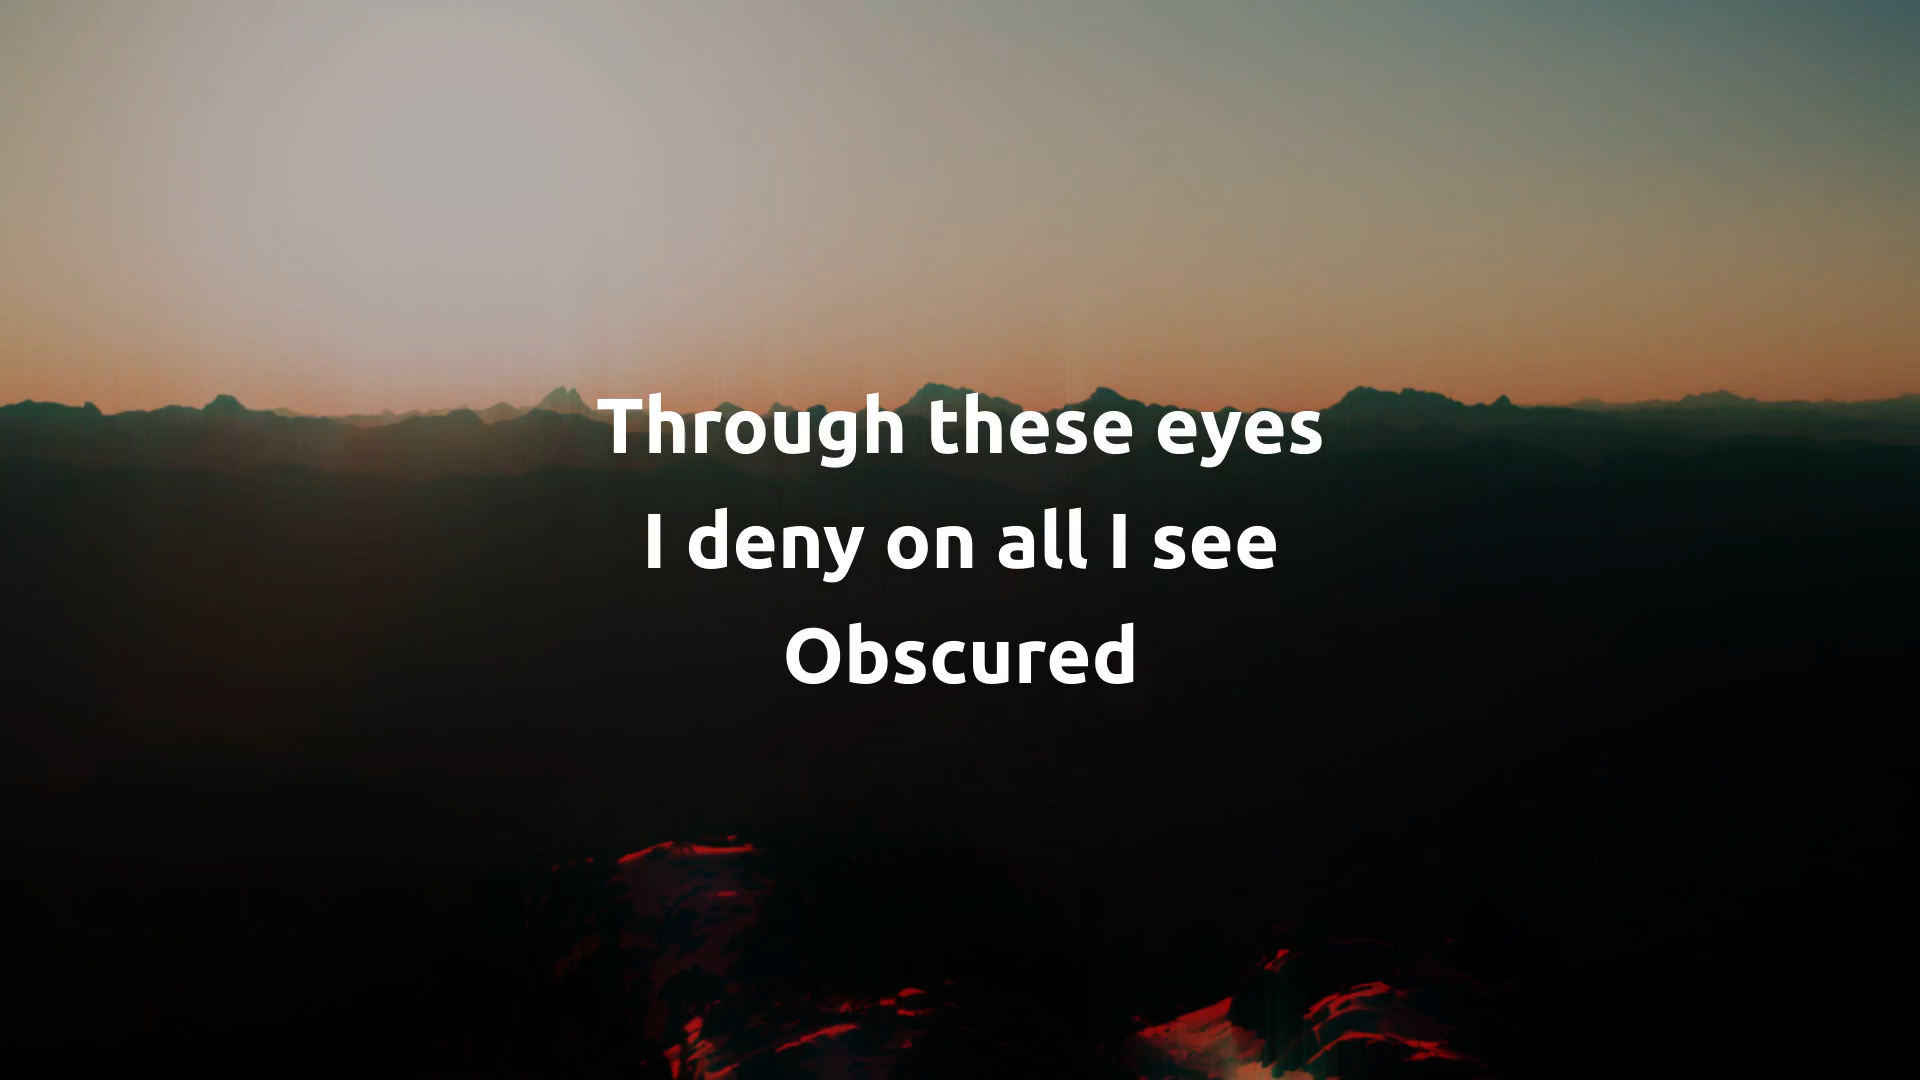 Through these eyes
I deny on all I see
Obscured